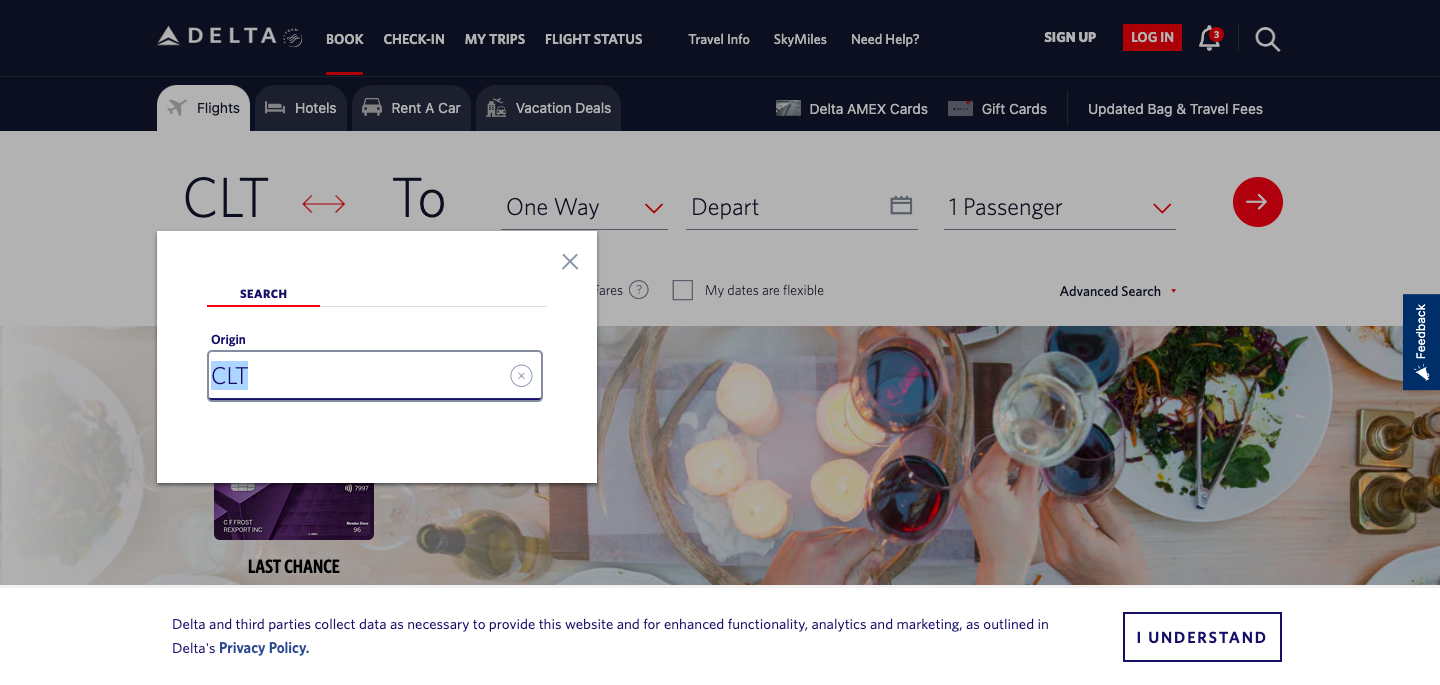 DELTA
BOOK
CHECK-IN
MY TRIPS
FLIGHT STATUS
Travel Info
SkyMiles
Need Help?
SIGN UP
LOG IN
3
Flights
Hotels
Rent A Car
Vacation Deals
Delta AMEX Cards
Gift Cards
Updated Bag & Travel Fees
CLT
To
One Way
Depart
1 Passenger
SEARCH
Origin
CLT
Fares
?
My dates are flexible
Advanced Search
Feedback
7997
C F FROST
REXPORT INC
96
LAST CHANCE
Delta and third parties collect data as necessary to provide this website and for enhanced functionality, analytics and marketing, as outlined in
Delta's Privacy Policy.
I UNDERSTAND